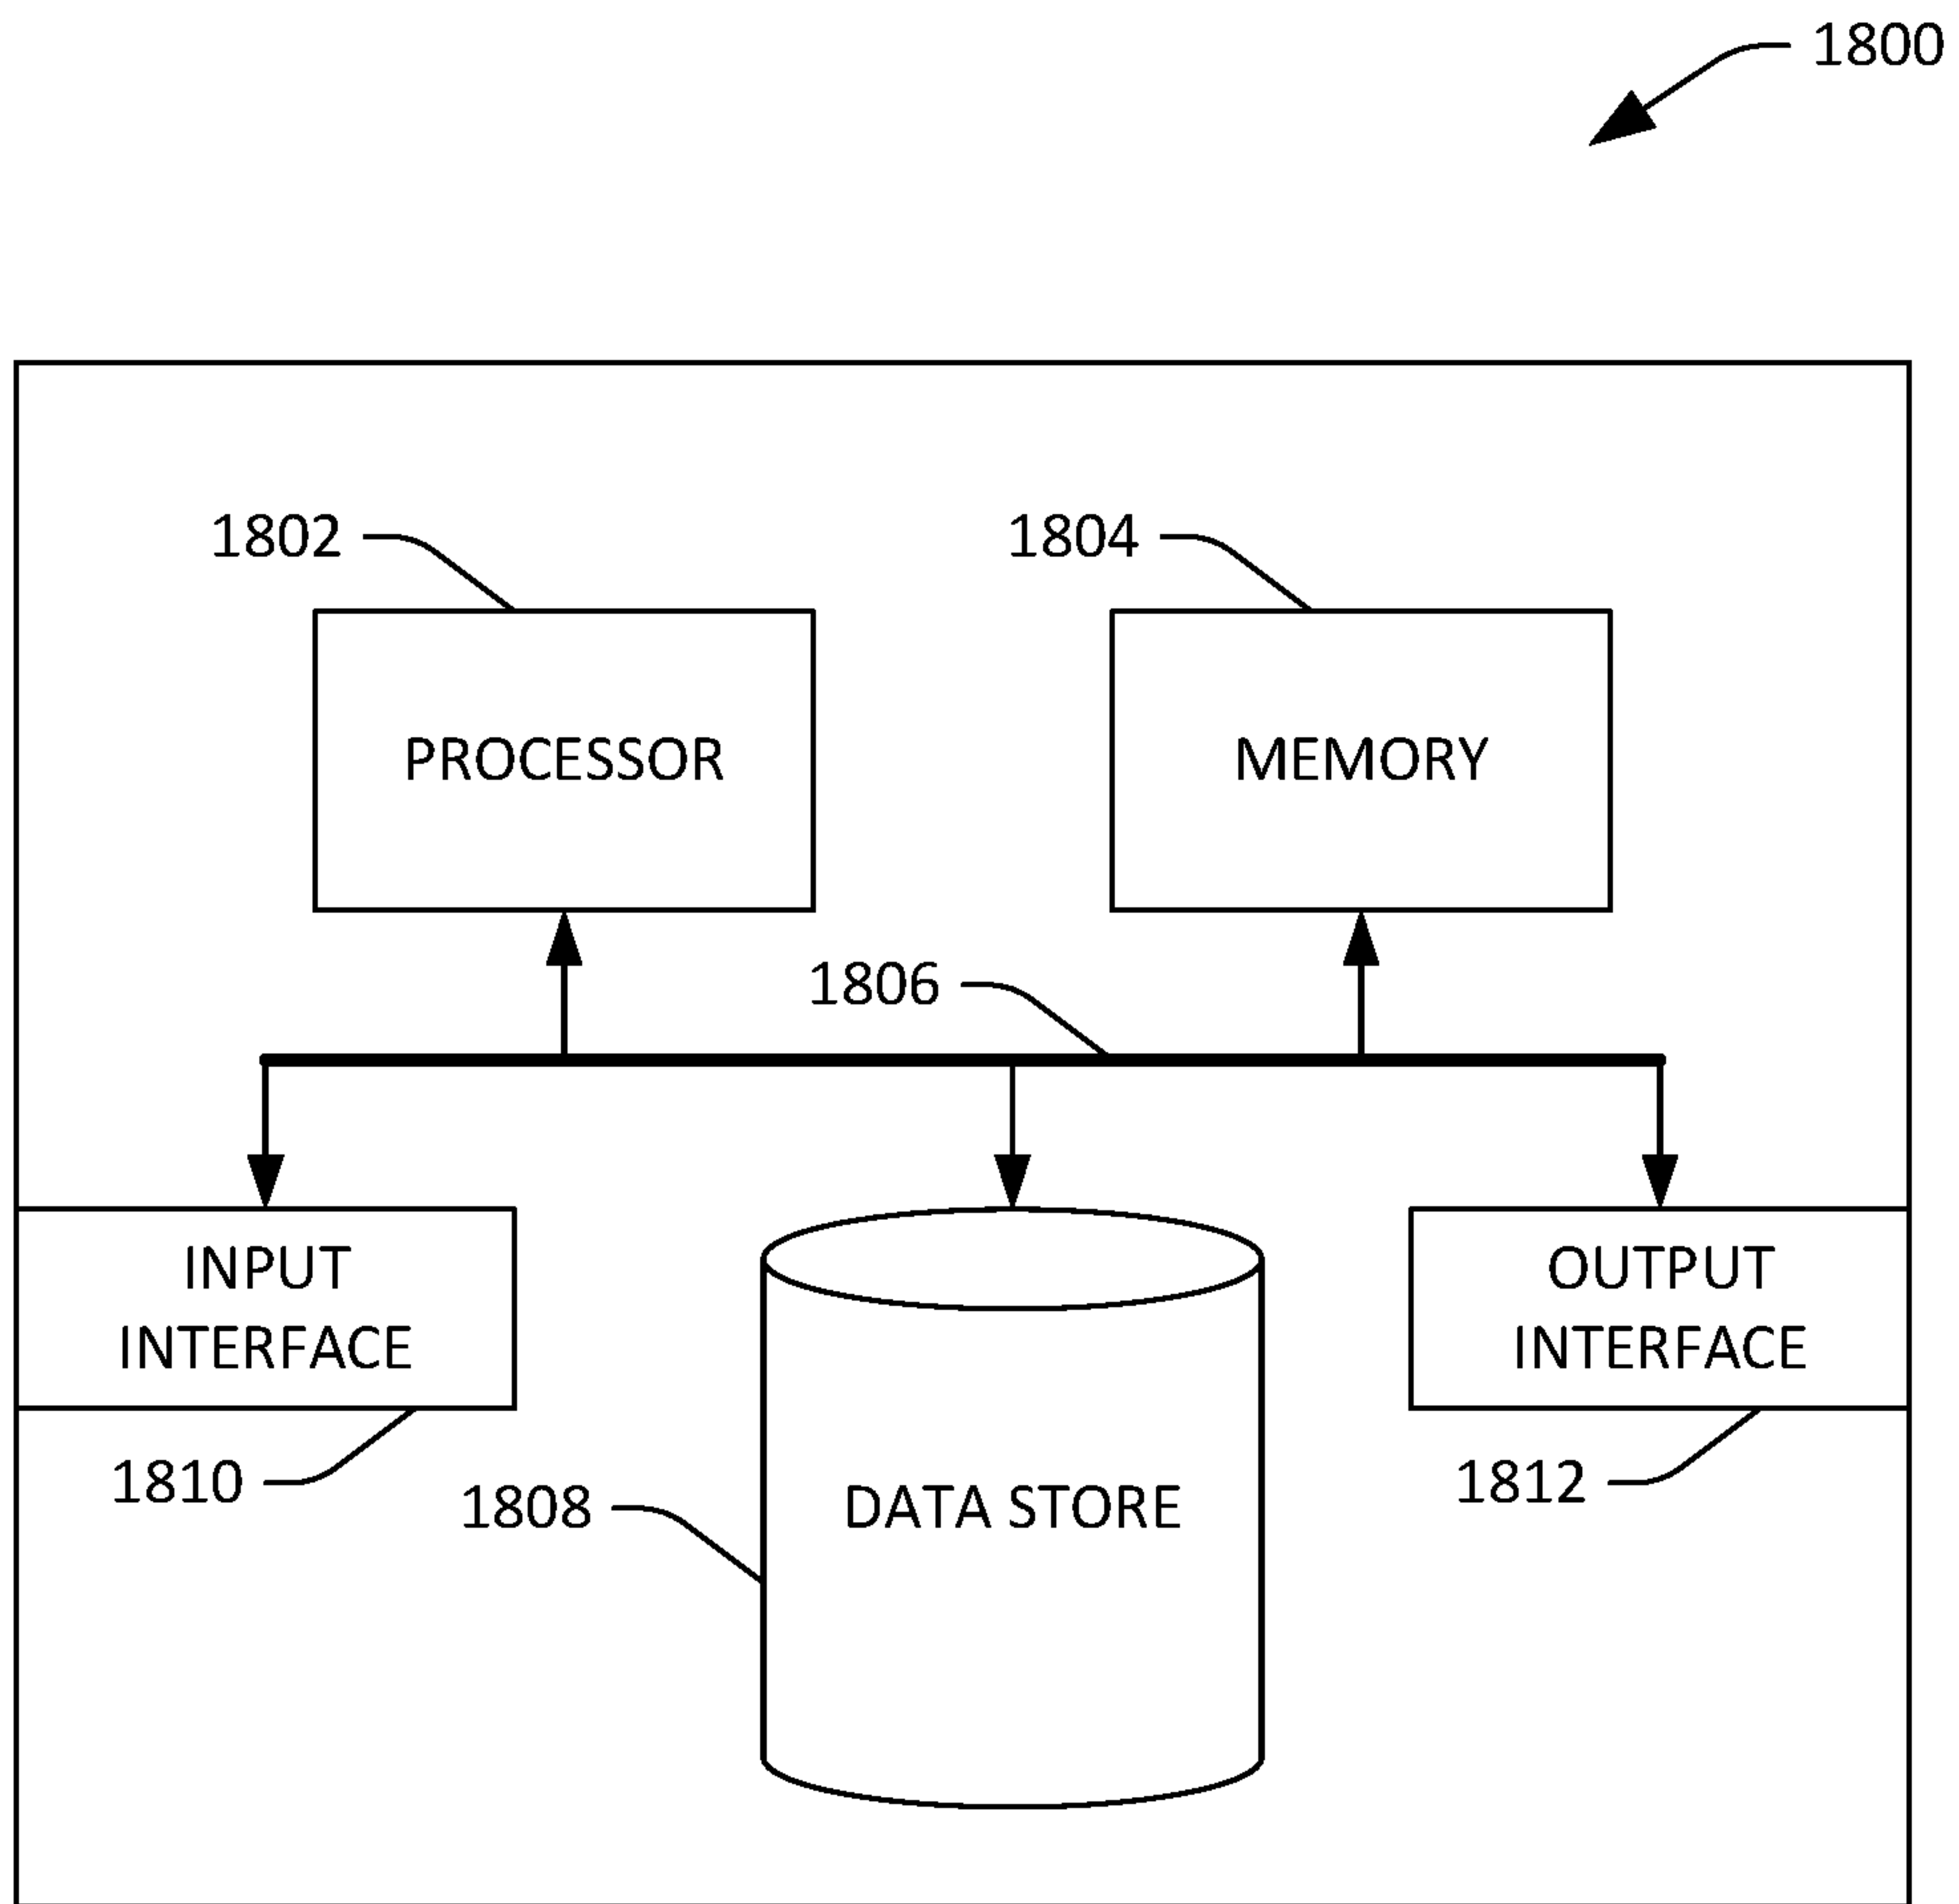 1800
1802
1804
PROCESSOR
MEMORY
1806
INPUT
INTERFACE
OUTPUT
INTERFACE
1810
1808
DATA STORE
1812